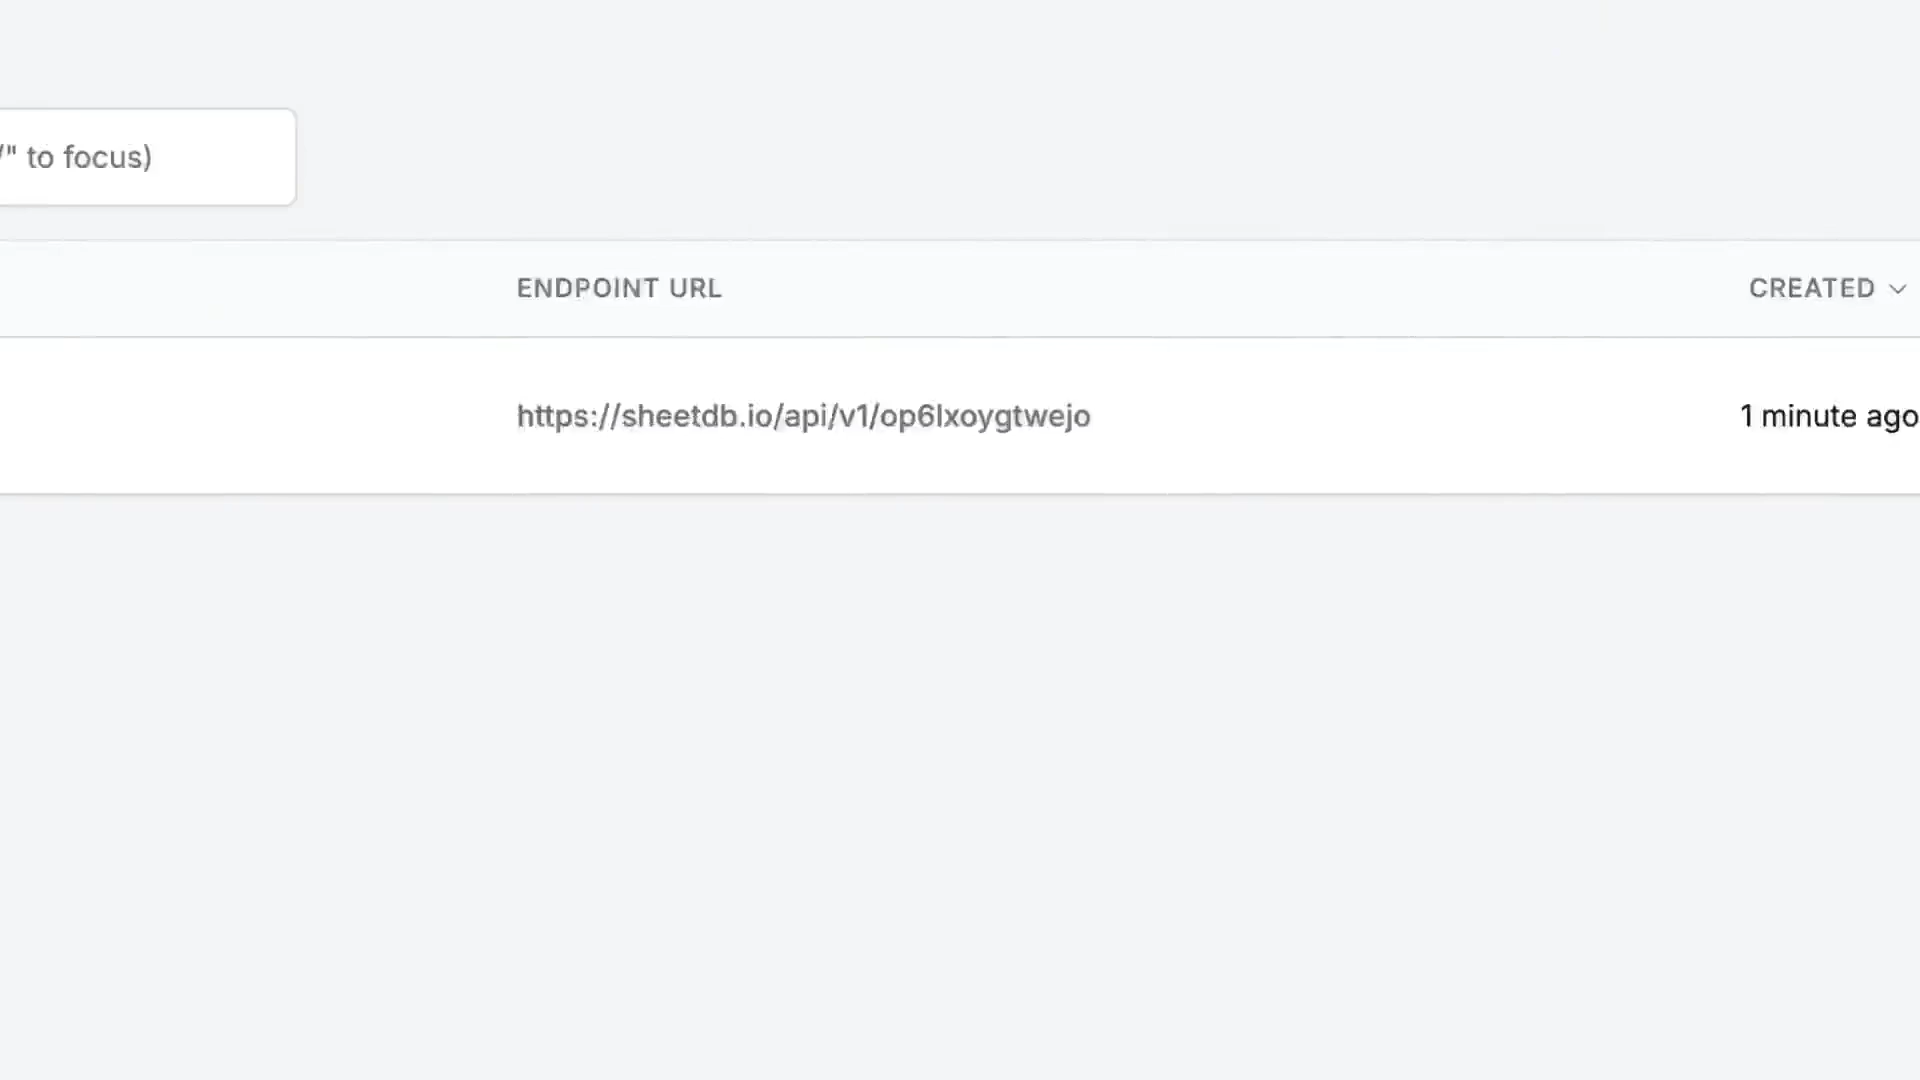 /" to focus)
ENDPOINT URL
CREATED
https://sheetdb.io/api/v1/op6lxoygtwejo
1 minute ago